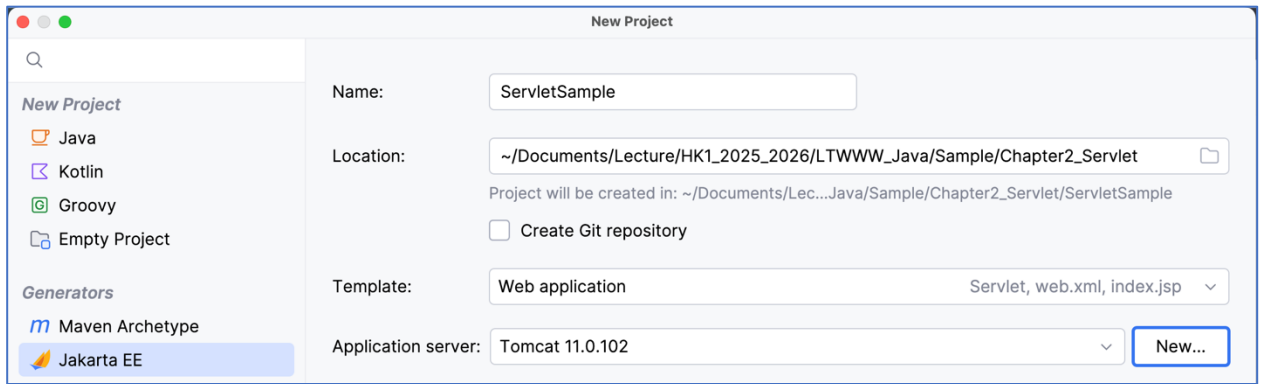 New Project
New Project
Java
Kotlin
Groovy
Empty Project
Generators
Maven Archetype
Jakarta EE
Name: ServletSample
Location: ~/Documents/Lecture/HK1_2025_2026/LTWWW_Java/Sample/Chapter2_Servlet
Project will be created in: ~/Documents/Lec...Java/Sample/Chapter2_Servlet/ServletSample
Create Git repository
Template: Web application Servlet, web.xml, index.jsp
Application server: Tomcat 11.0.102 New...